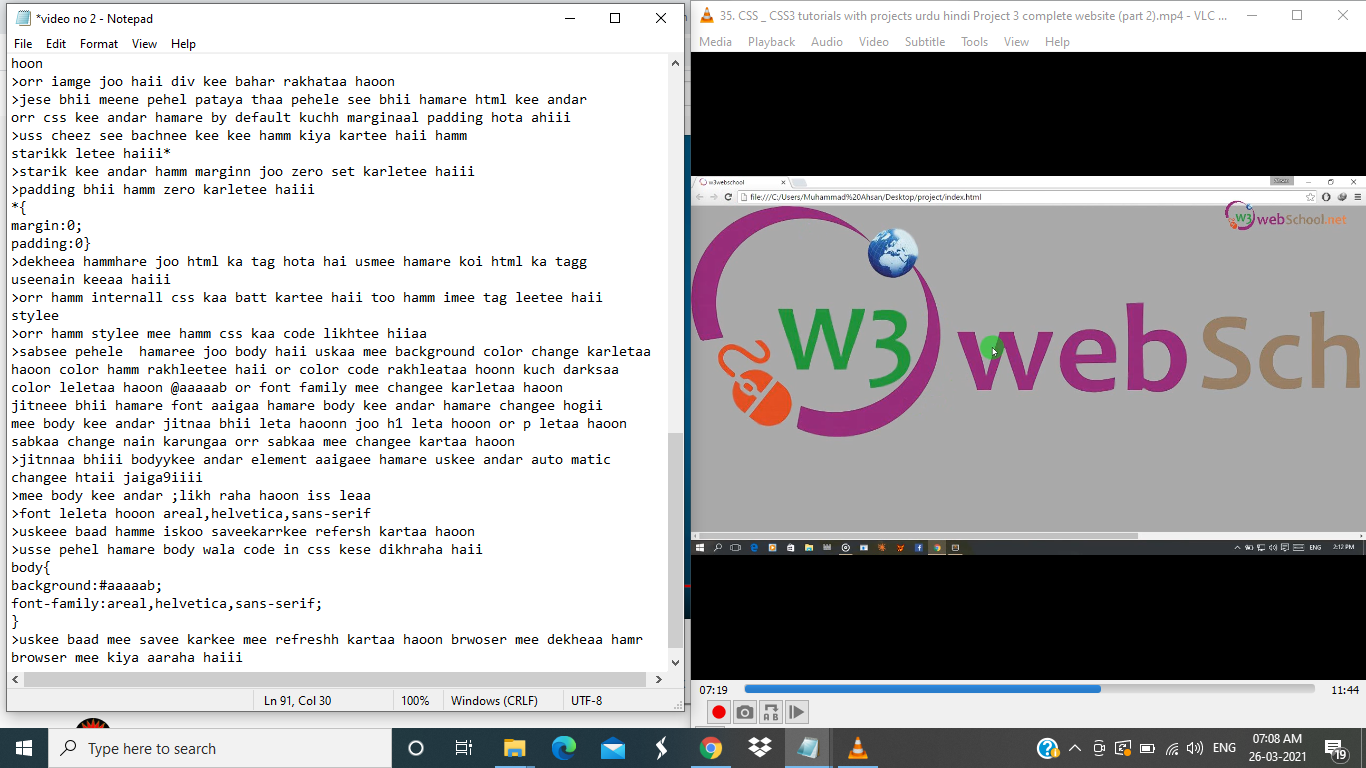 *video no 2 - Notepad
File Edit Format View Help
hoon
>orr iamge joo haii div kee bahar rakhataa haoon
>jese bhii meene pehel pataya thaa pehele see bhii hamare html kee andar
orr css kee andar hamare by default kuchh marginaal padding hota ahiii
>uss cheez see bachnee kee kee hamm kiya kartee haii hamm
starikk letee haiii*
>starik kee andar hamm marginn joo zero set karletee haiii
>padding bhii hamm zero karletee haiii
*{
margin:0;
padding:0}
>dekheea hammhare joo html ka tag hota hai usmee hamare koi html ka tagg
useenain keeaa haiii
>orr hamm internall css kaa batt kartee haii too hamm imee tag leetee haii
stylee
>orr hamm stylee mee hamm css kaa code likhtee hiiaa
>sabsee pehele  hamaree joo body haii uskaa mee background color change karletaa
haoon color hamm rakhleetee haii or color code rakhleataa hoonn kuch darksaa
color leletaa haoon @aaaaab or font family mee changee karletaa haoon
jitneee bhii hamare font aaigaa hamare body kee andar hamare changee hogii
mee body kee andar jitnaa bhii leta haoonn joo h1 leta hooon or p letaa haoon
sabkaa change nain karungaa orr sabkaa mee changee kartaa haoon
>jitnnaa bhiii bodyykee andar element aaigaee hamare uskee andar auto matic
changee htaii jaiga9iiii
>mee body kee andar ;likh raha haoon iss leaa
>font leleta hooon areal,helvetica,sans-serif
>uskeee baad hamme iskoo saveekarrkee refersh kartaa haoon
>usse pehel hamare body wala code in css kese dikhraha haii
body{
background:#aaaaab;
font-family:areal,helvetica,sans-serif;
}
>uskee baad mee savee karkee mee refreshh kartaa haoon brwoser mee dekheaa hamr
browser mee kiya aaraha haiii
Ln 91, Col 30 100% Windows (CRLF) UTF-8
35. CSS _ CSS3 tutorials with projects urdu hindi Project 3 complete website (part 2).mp4 - VLC ...
Media Playback Audio Video Subtitle Tools View Help
w3webschool
file:///C:/Users/Muhammad%20Ahsan/Desktop/project/index.html
W3 webSchool.net
W3 webSch
ENG 2:12 PM
07:19 11:44
A B
Type here to search
ENG
07:08 AM
26-03-2021
19